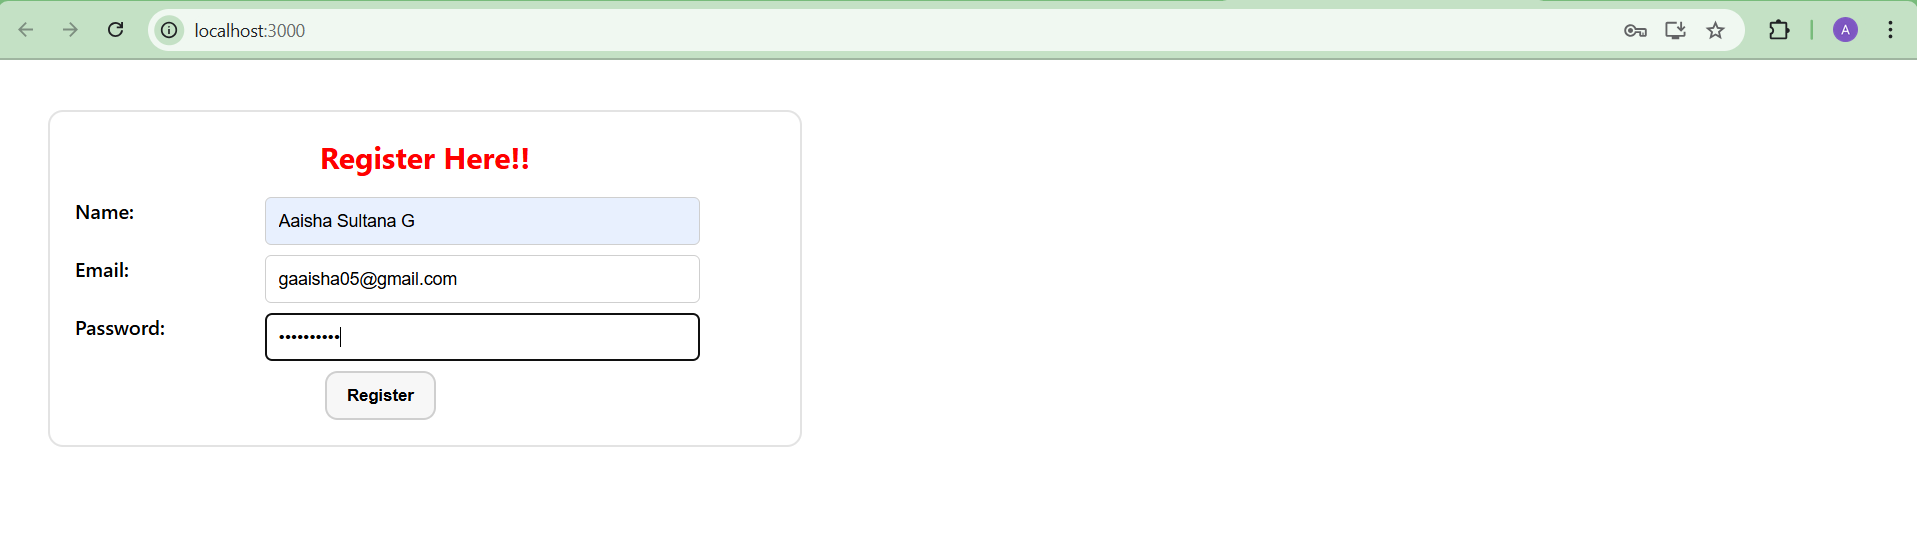 localhost:3000
A
Register Here!!
Name:
Aaisha Sultana G
Email:
gaaisha05@gmail.com
Password:
••••••••••
Register